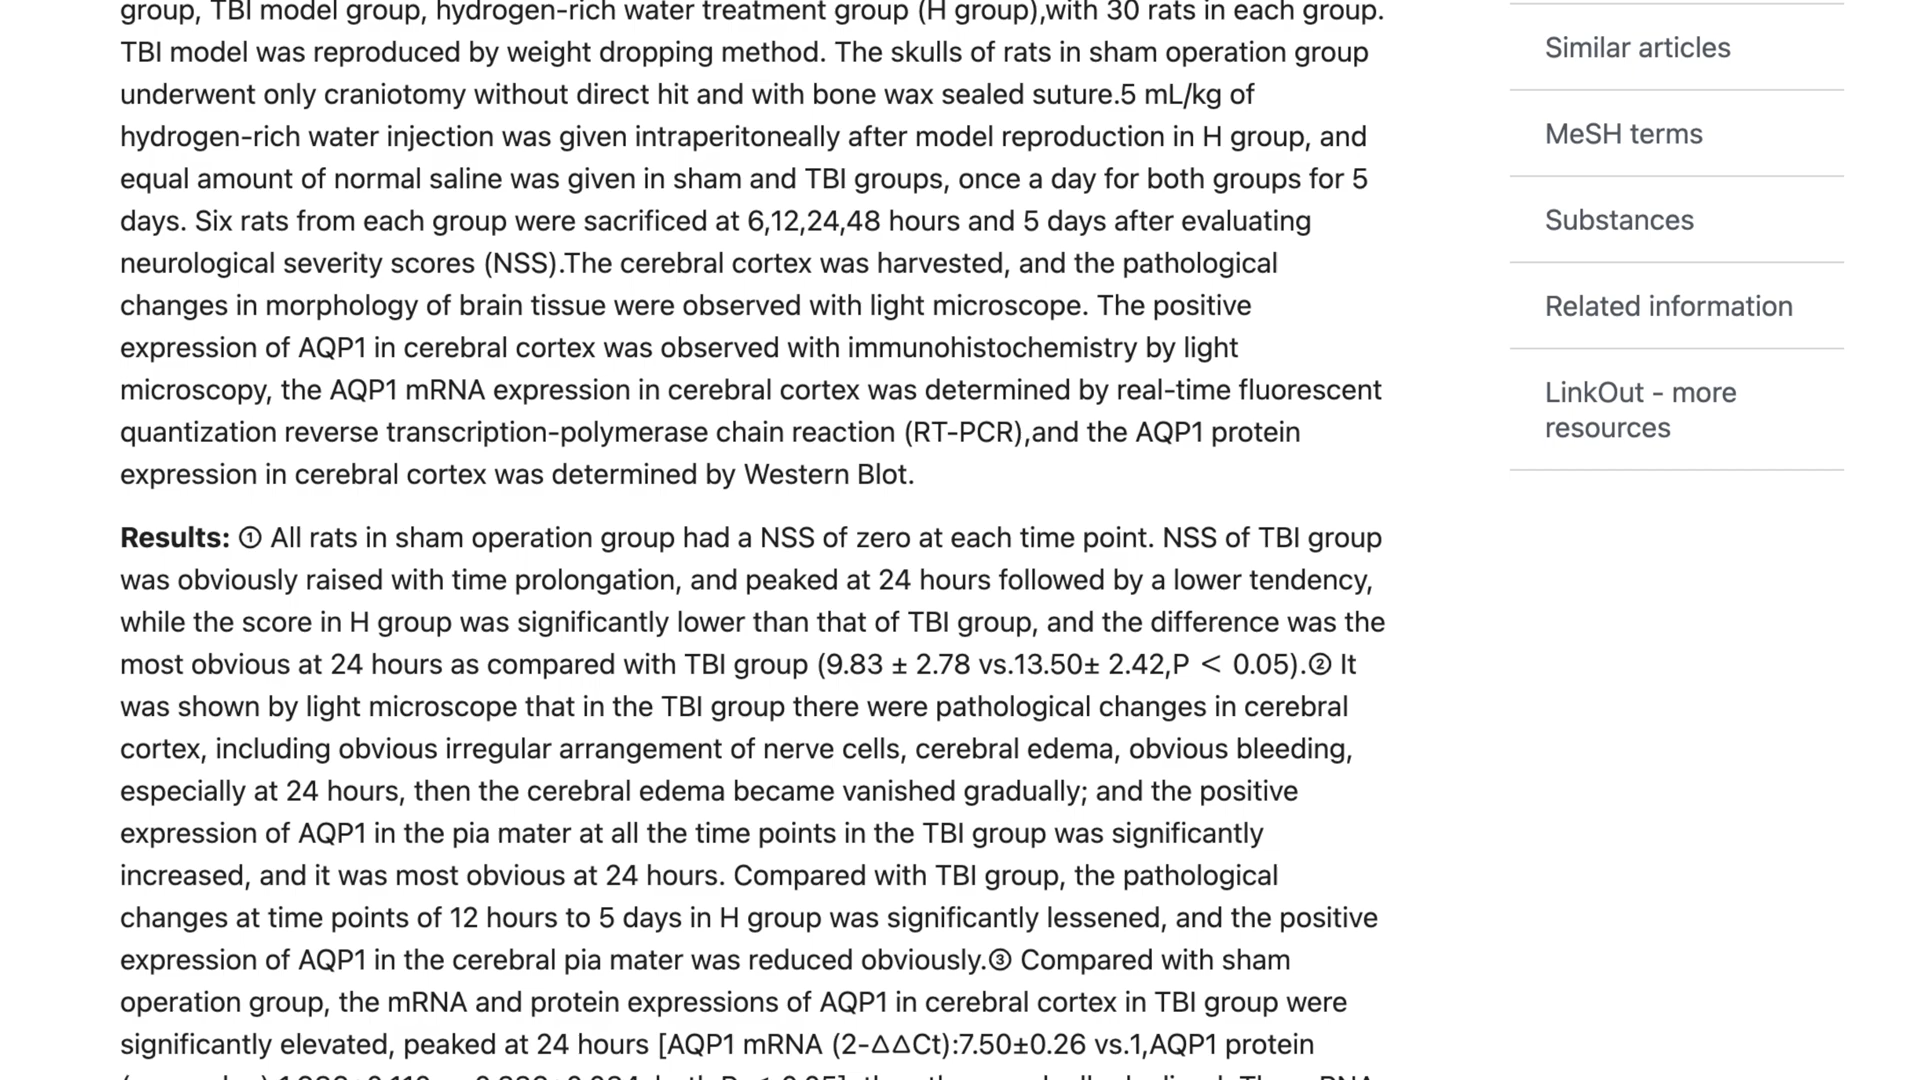 group, TBI model group, hydrogen-rich water treatment group (H group),with 30 rats in each group.
TBI model was reproduced by weight dropping method. The skulls of rats in sham operation group
underwent only craniotomy without direct hit and with bone wax sealed suture.5 mL/kg of
hydrogen-rich water injection was given intraperitoneally after model reproduction in H group, and
equal amount of normal saline was given in sham and TBI groups, once a day for both groups for 5
days. Six rats from each group were sacrificed at 6,12,24,48 hours and 5 days after evaluating
neurological severity scores (NSS).The cerebral cortex was harvested, and the pathological
changes in morphology of brain tissue were observed with light microscope. The positive
expression of AQP1 in cerebral cortex was observed with immunohistochemistry by light
microscopy, the AQP1 mRNA expression in cerebral cortex was determined by real-time fluorescent
quantization reverse transcription-polymerase chain reaction (RT-PCR),and the AQP1 protein
expression in cerebral cortex was determined by Western Blot.
Results: ① All rats in sham operation group had a NSS of zero at each time point. NSS of TBI group
was obviously raised with time prolongation, and peaked at 24 hours followed by a lower tendency,
while the score in H group was significantly lower than that of TBI group, and the difference was the
most obvious at 24 hours as compared with TBI group (9.83 ± 2.78 vs.13.50± 2.42,P < 0.05).② It
was shown by light microscope that in the TBI group there were pathological changes in cerebral
cortex, including obvious irregular arrangement of nerve cells, cerebral edema, obvious bleeding,
especially at 24 hours, then the cerebral edema became vanished gradually; and the positive
expression of AQP1 in the pia mater at all the time points in the TBI group was significantly
increased, and it was most obvious at 24 hours. Compared with TBI group, the pathological
changes at time points of 12 hours to 5 days in H group was significantly lessened, and the positive
expression of AQP1 in the cerebral pia mater was reduced obviously.③ Compared with sham
operation group, the mRNA and protein expressions of AQP1 in cerebral cortex in TBI group were
significantly elevated, peaked at 24 hours [AQP1 mRNA (2-ΔΔCt):7.50±0.26 vs.1,AQP1 protein
Similar articles
MeSH terms
Substances
Related information
LinkOut - more
resources